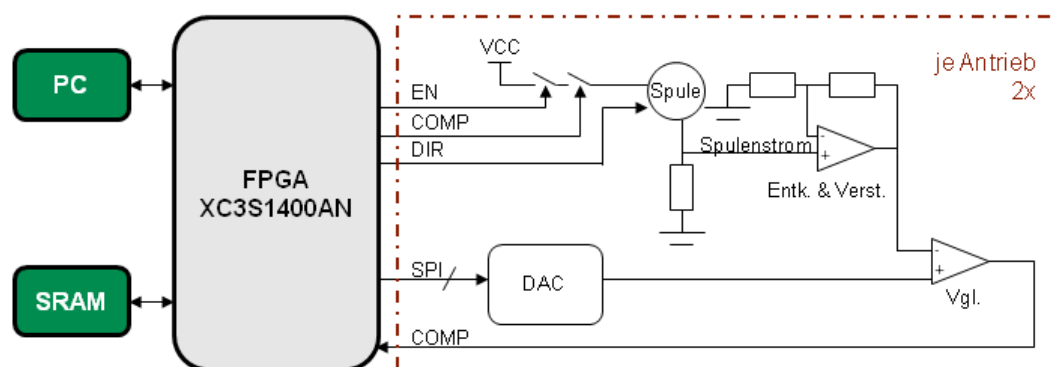 PC
SRAM
FPGA
XC3S1400AN
EN
COMP
DIR
SPI
COMP
VCC
Spule
Spulenstrom
DAC
Entk. & Verst.
Vgl.
je Antrieb
2x
-
+
-
+